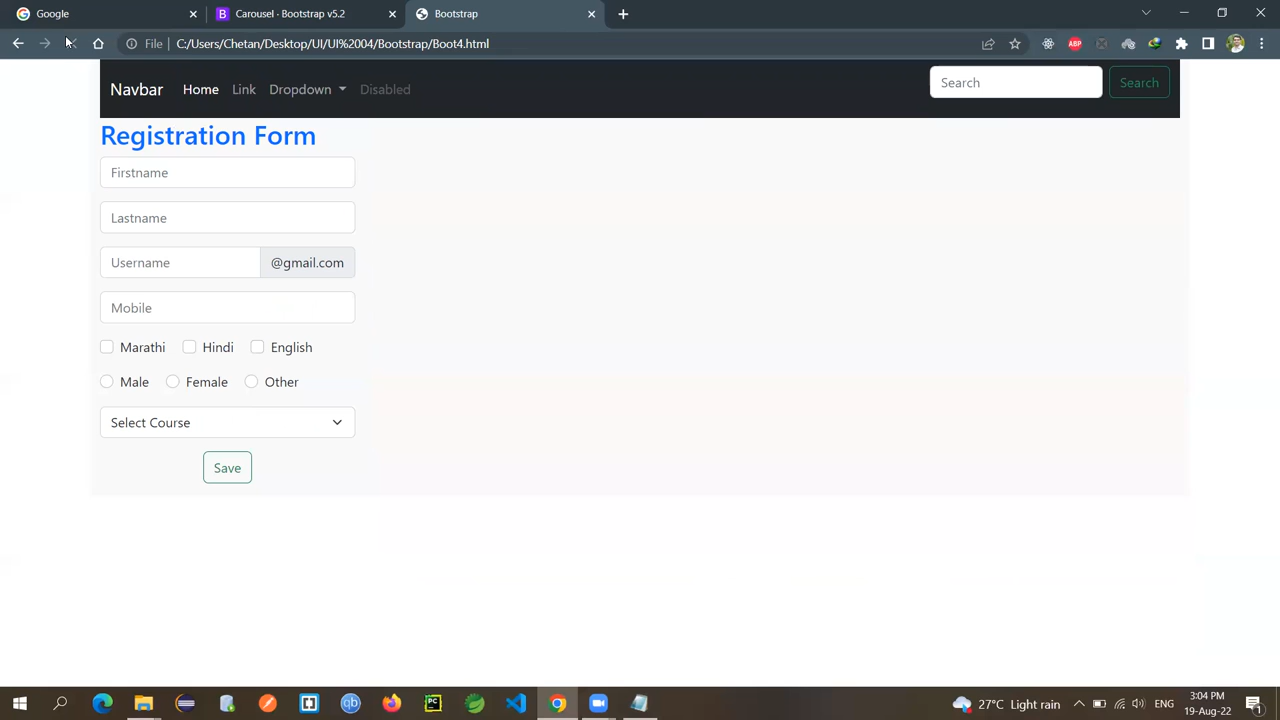 Google
Carousel · Bootstrap v5.2
Bootstrap
File
C:/Users/Chetan/Desktop/UI/UI%2004/Bootstrap/Boot4.html
ABP
Navbar Home Link Dropdown Disabled
Search
Search
Registration Form
Firstname
Lastname
Username @gmail.com
Mobile
Marathi Hindi English
Male Female Other
Select Course
Save
27°C Light rain
ENG
3:04 PM
19-Aug-22